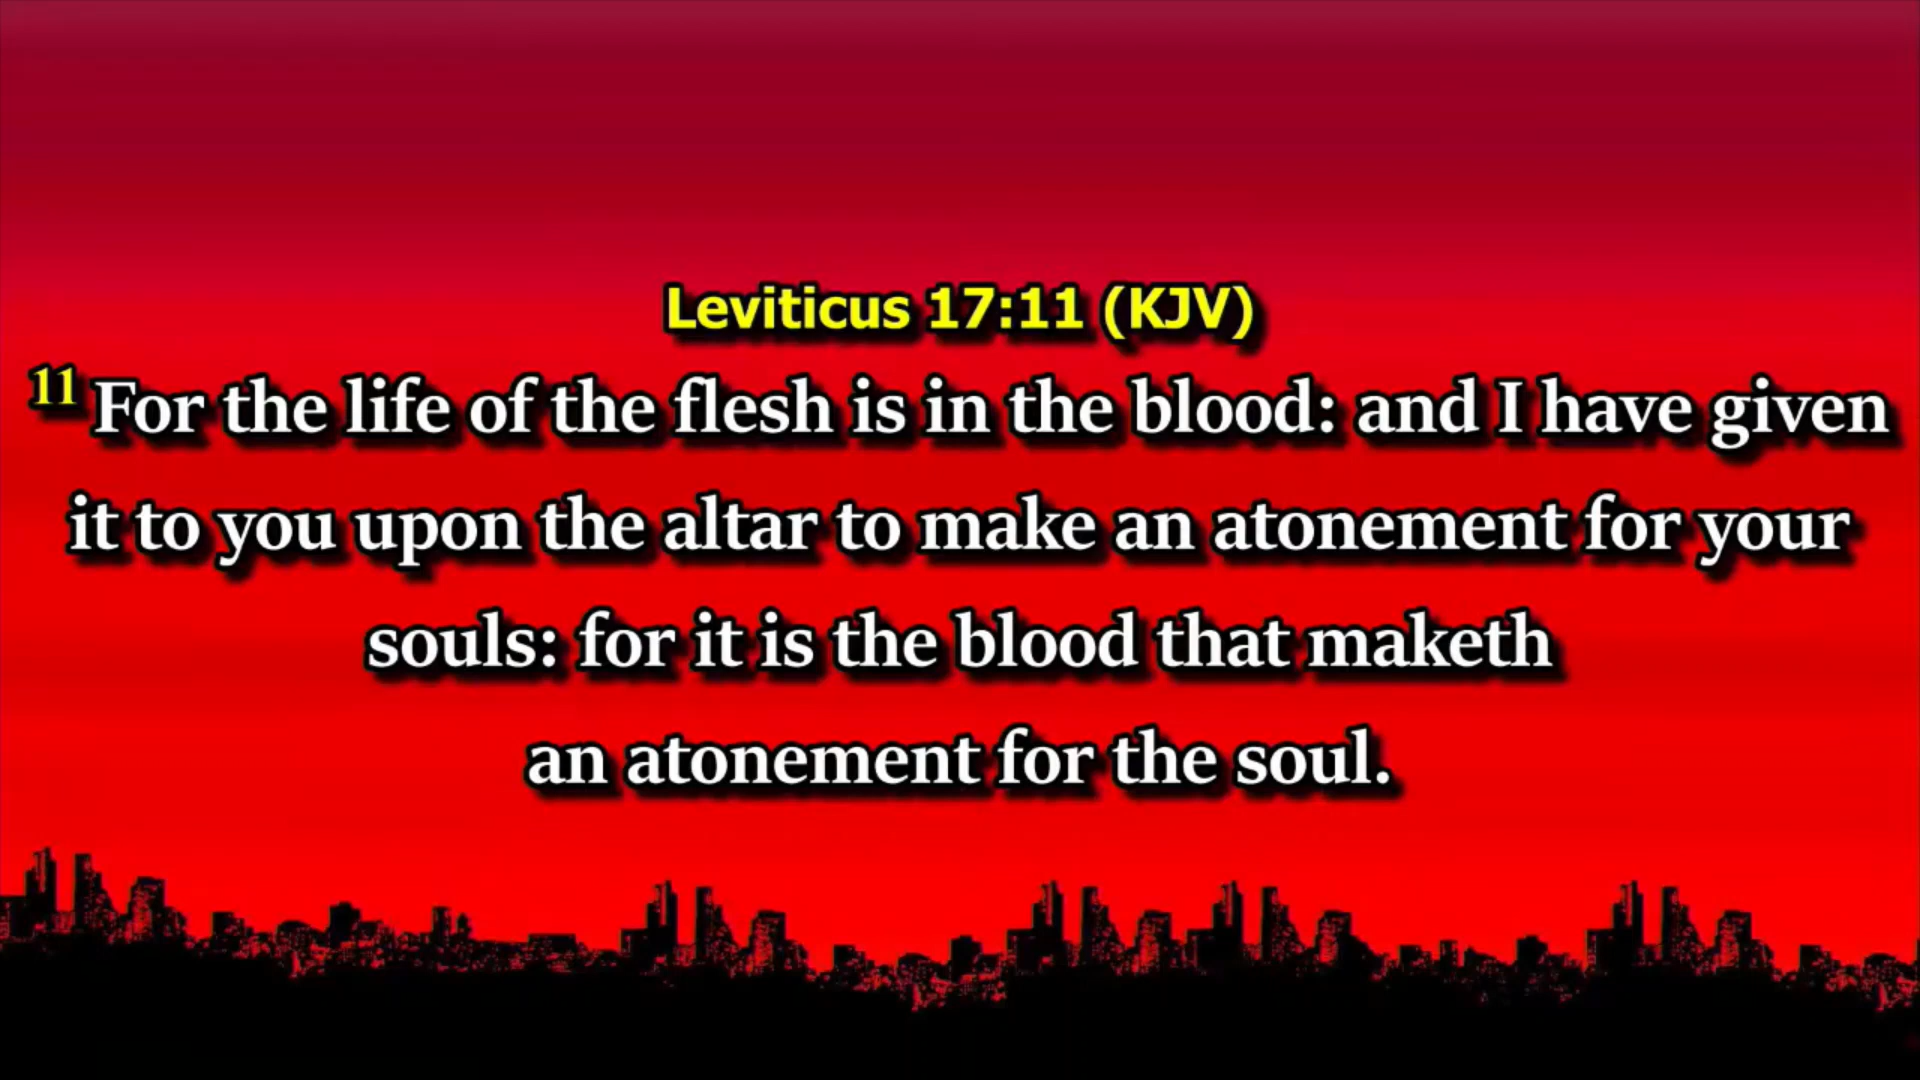 Leviticus 17:11 (KJV)
11 For the life of the flesh is in the blood: and I have given
it to you upon the altar to make an atonement for your
souls: for it is the blood that maketh
an atonement for the soul.